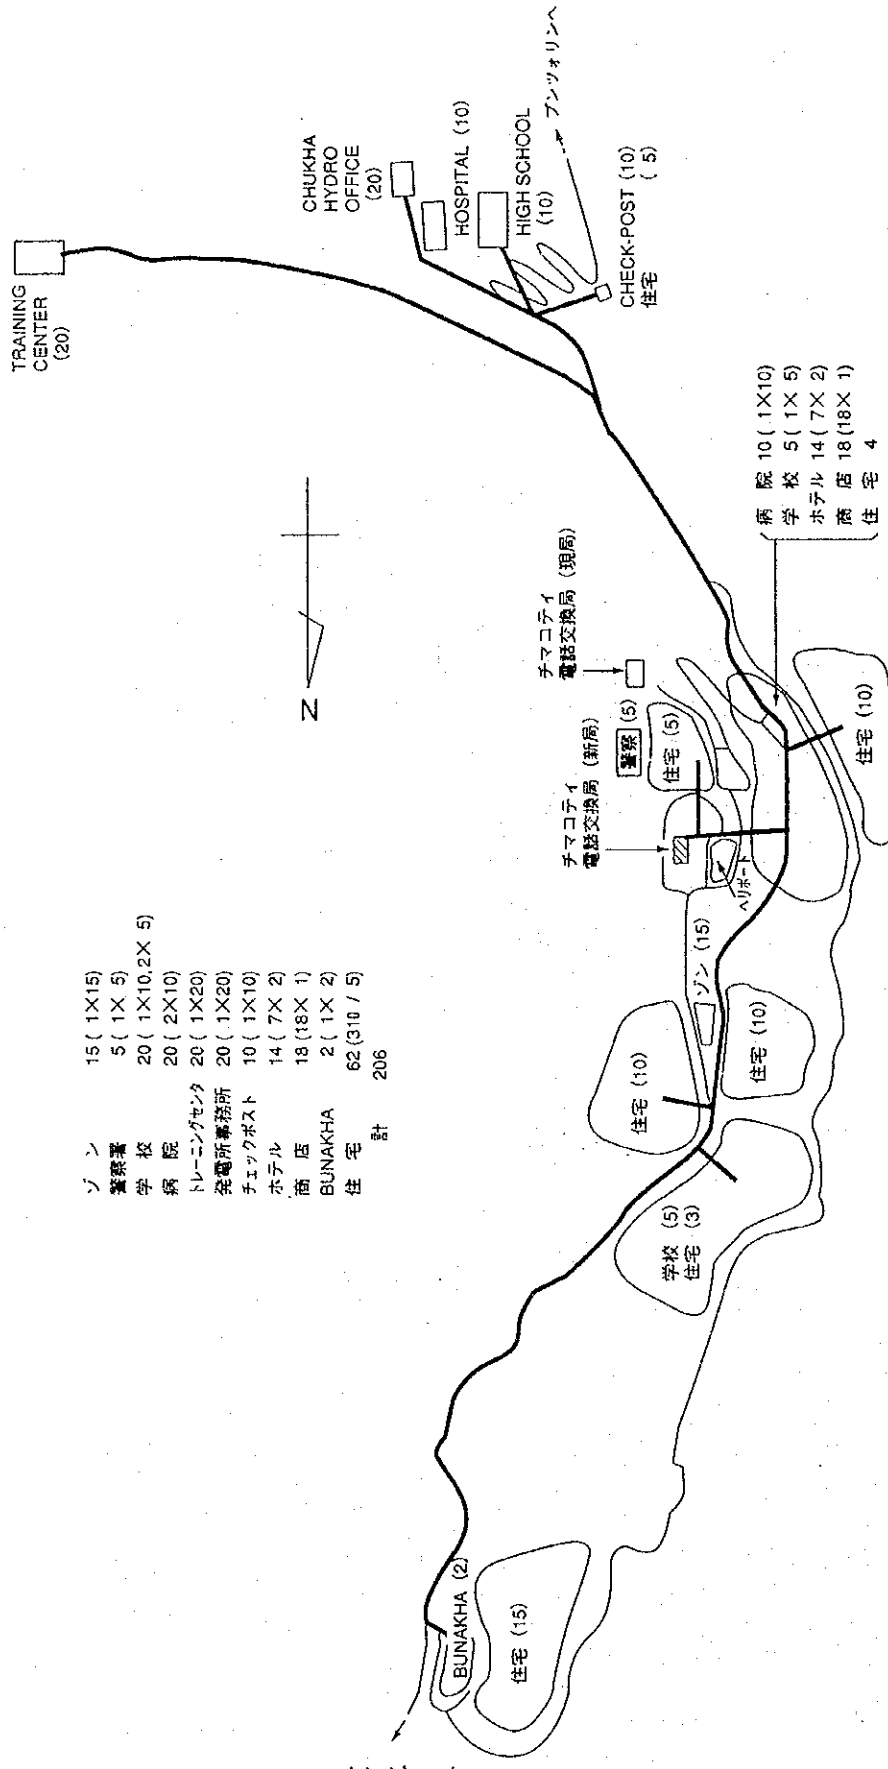 ゾン 15 ( 1×15)
警察署 5 ( 1× 5)
学校 20 ( 1×10,2× 5)
病院 20 ( 2×10)
トレーニングセンタ 20 ( 1×20)
発電所事務所 20 ( 1×20)
チェックポスト 10 ( 1×10)
ホテル 14 ( 7× 2)
商店 18 (18× 1)
BUNAKHA 2 ( 1× 2)
住宅 62 (310 / 5)
計 206
TRAINING
CENTER
(20)
CHUKHA
HYDRO
OFFICE
(20)
HOSPITAL (10)
HIGH SCHOOL
(10)
プンツォリンへ
CHECK-POST (10)
住宅 ( 5)
N
チマコティ
電話交換局 (現局)
チマコティ
電話交換局 (新局)
警察 (5)
住宅 (5)
ヘリポート
ゾン (15)
病院 10 ( 1×10)
学校 5 ( 1× 5)
ホテル 14 ( 7× 2)
商店 18 (18× 1)
住宅 4
住宅 (10)
住宅 (10)
住宅 (10)
学校 (5)
住宅 (3)
BUNAKHA (2)
住宅 (15)